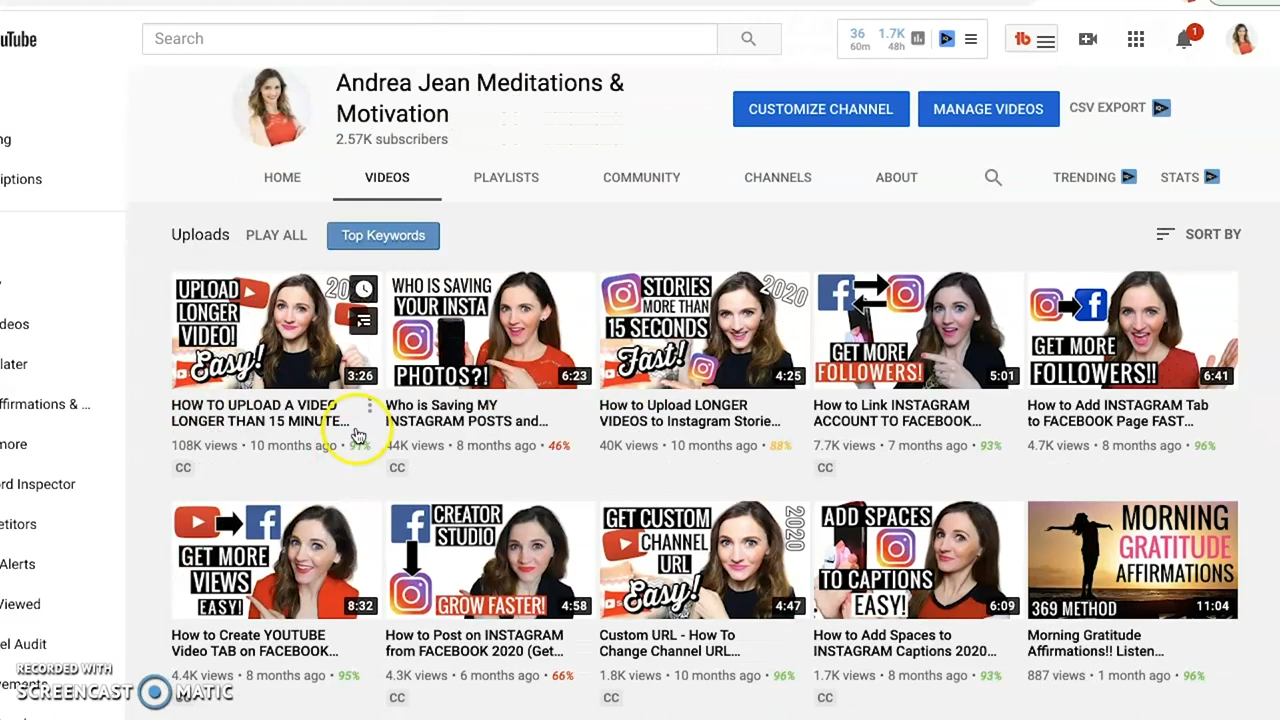 uTube
Search
36
60m
1.7K
48h
1
Andrea Jean Meditations &
Motivation
2.57K subscribers
CUSTOMIZE CHANNEL
MANAGE VIDEOS
CSV EXPORT
HOME
VIDEOS
PLAYLISTS
COMMUNITY
CHANNELS
ABOUT
TRENDING
STATS
ng
iptions
deos
ater
ffirmations & ...
more
ord Inspector
etitors
Alerts
Viewed
el Audit
Uploads
PLAY ALL
Top Keywords
SORT BY
UPLOAD
LONGER
VIDEO!
Easy!
3:26
HOW TO UPLOAD A VIDEO
LONGER THAN 15 MINUTE...
108K views • 10 months ago • 91%
CC
WHO IS SAVING
YOUR INSTA
PHOTOS?!
6:23
Who is Saving MY
INSTAGRAM POSTS and...
44K views • 8 months ago • 46%
CC
STORIES
MORE THAN
15 SECONDS
Fast!
2020
4:25
How to Upload LONGER
VIDEOS to Instagram Storie...
40K views • 10 months ago • 88%
GET MORE
FOLLOWERS!
5:01
How to Link INSTAGRAM
ACCOUNT TO FACEBOOK...
7.7K views • 7 months ago • 93%
CC
GET MORE
FOLLOWERS!!
6:41
How to Add INSTAGRAM Tab
to FACEBOOK Page FAST...
4.7K views • 8 months ago • 96%
GET MORE
VIEWS
EASY!
8:32
How to Create YOUTUBE
Video TAB on FACEBOOK...
4.4K views • 8 months ago • 95%
CC
CREATOR
STUDIO
GROW FASTER!
4:58
How to Post on INSTAGRAM
from FACEBOOK 2020 (Get...
4.3K views • 6 months ago • 66%
CC
GET CUSTOM
CHANNEL
URL
Easy!
2020
4:47
Custom URL - How To
Change Channel URL...
1.8K views • 10 months ago • 96%
CC
ADD SPACES
TO CAPTIONS
EASY!
6:09
How to Add Spaces to
INSTAGRAM Captions 2020...
1.7K views • 8 months ago • 93%
CC
MORNING
GRATITUDE
AFFIRMATIONS
369 METHOD
11:04
Morning Gratitude
Affirmations!! Listen...
887 views • 1 month ago • 96%
RECORDED WITH
SCREENCAST MATIC